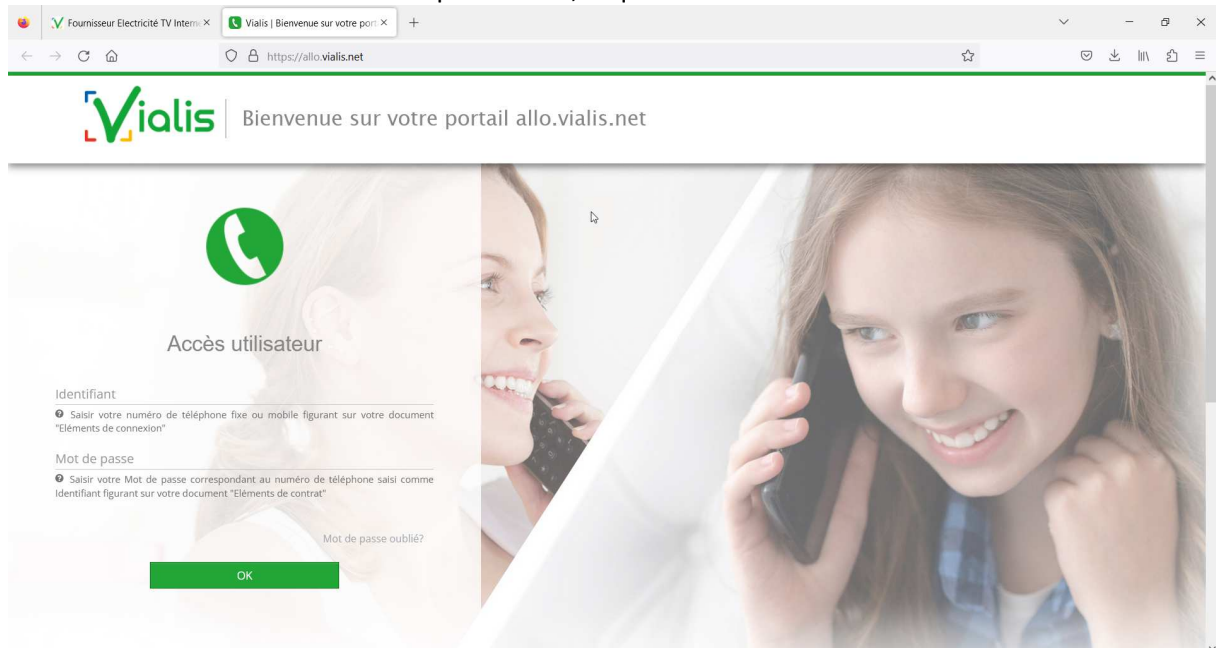 Fournisseur Electricité TV Intern
Vialis | Bienvenue sur votre port
https://allo.vialis.net
Vialis
Bienvenue sur votre portail allo.vialis.net
Accès utilisateur
Identifiant
Saisir votre numéro de téléphone fixe ou mobile figurant sur votre document
"Eléments de connexion"
Mot de passe
Saisir votre Mot de passe correspondant au numéro de téléphone saisi comme
Identifiant figurant sur votre document "Eléments de contrat"
Mot de passe oublié?
OK